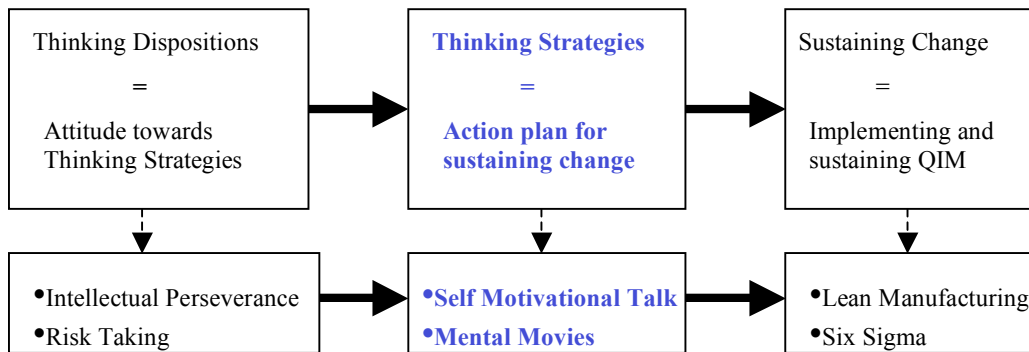 Thinking Dispositions
=
Attitude towards
Thinking Strategies
Thinking Strategies
=
Action plan for
sustaining change
Sustaining Change
=
Implementing and
sustaining QIM
•Intellectual Perseverance
•Risk Taking
•Self Motivational Talk
•Mental Movies
•Lean Manufacturing
•Six Sigma